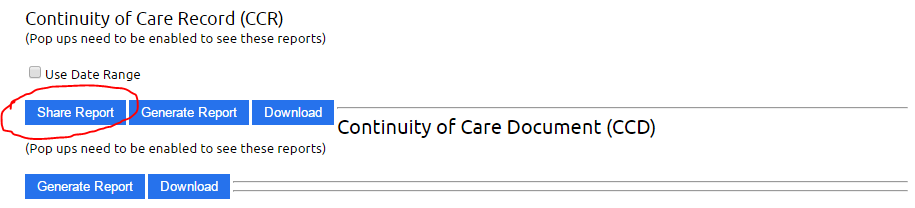 Continuity of Care Record (CCR)
(Pop ups need to be enabled to see these reports)
Use Date Range
Share Report Generate Report Download
Continuity of Care Document (CCD)
(Pop ups need to be enabled to see these reports)
Generate Report Download